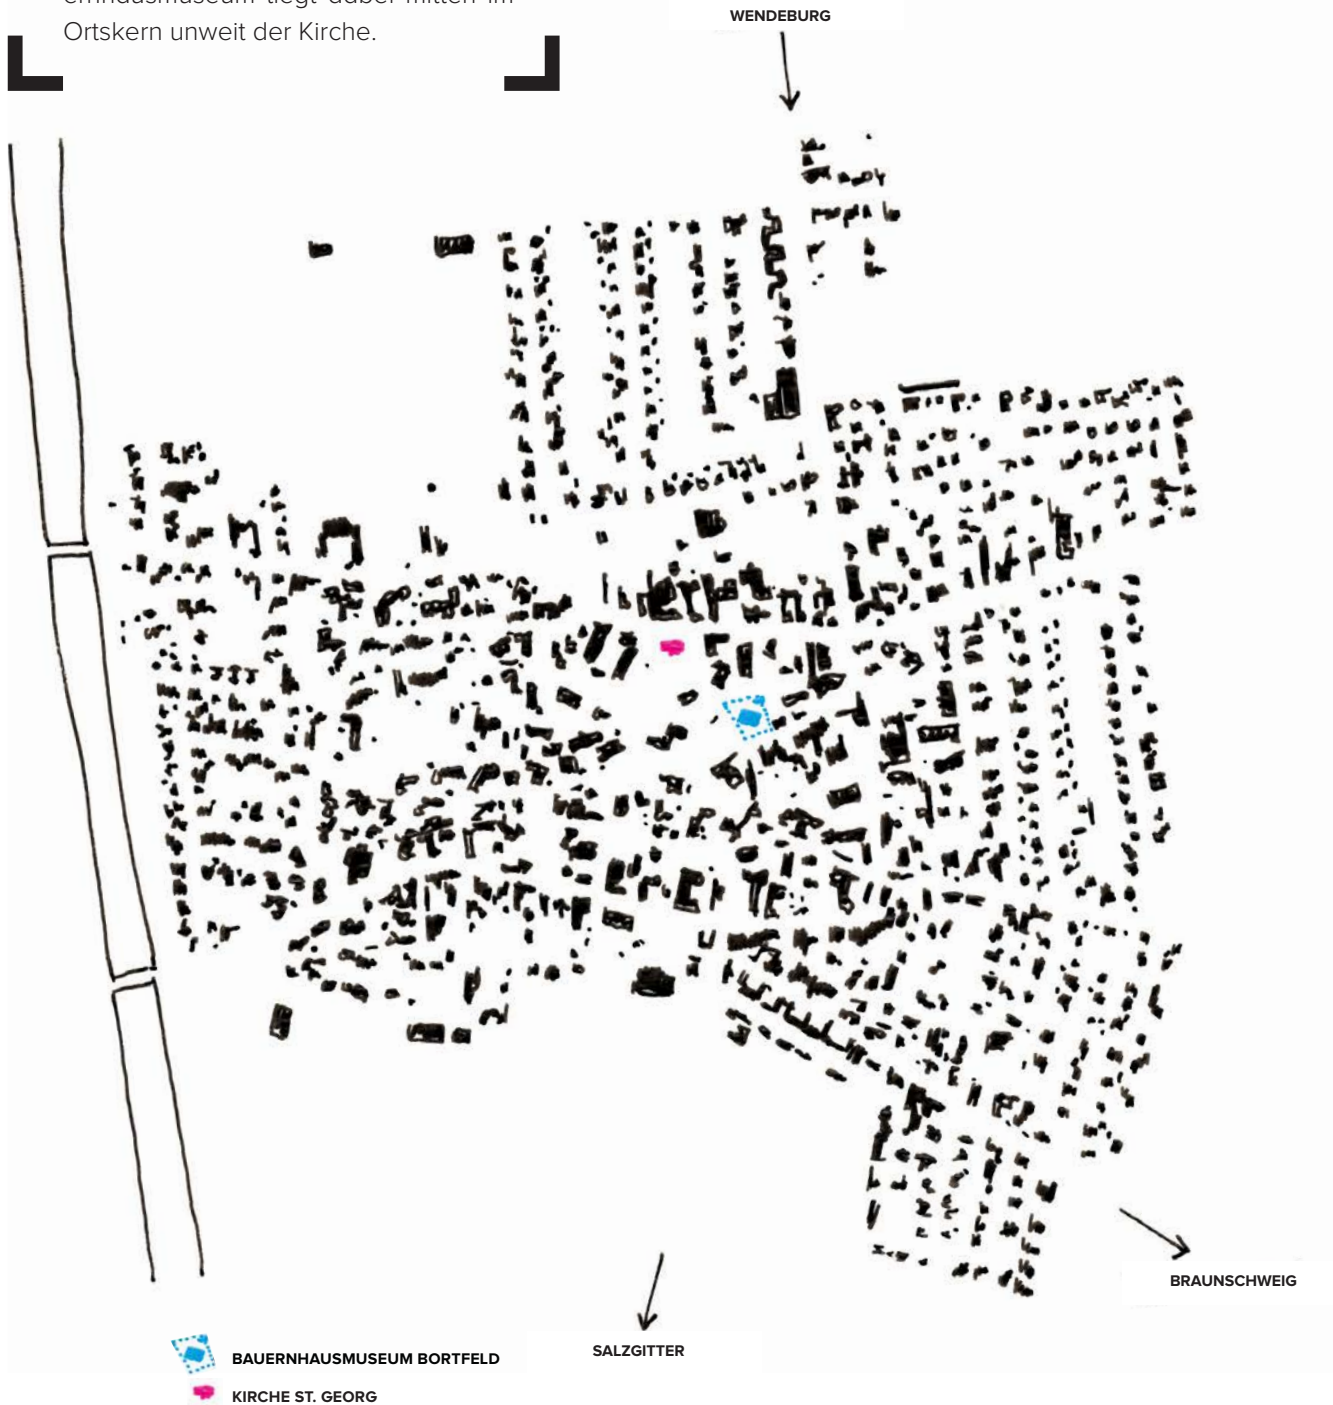 Ortskern unweit der Kirche.
WENDEBURG
BRAUNSCHWEIG
SALZGITTER
BAUERNHAUSMUSEUM BORTFELD
KIRCHE ST. GEORG